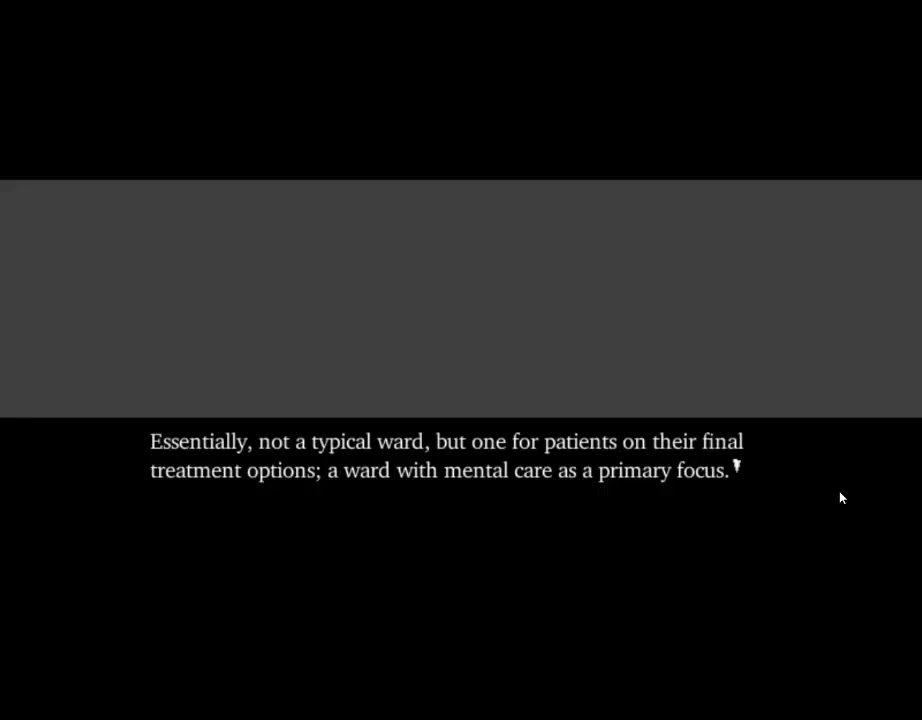 Essentially, not a typical ward, but one for patients on their final
treatment options; a ward with mental care as a primary focus.